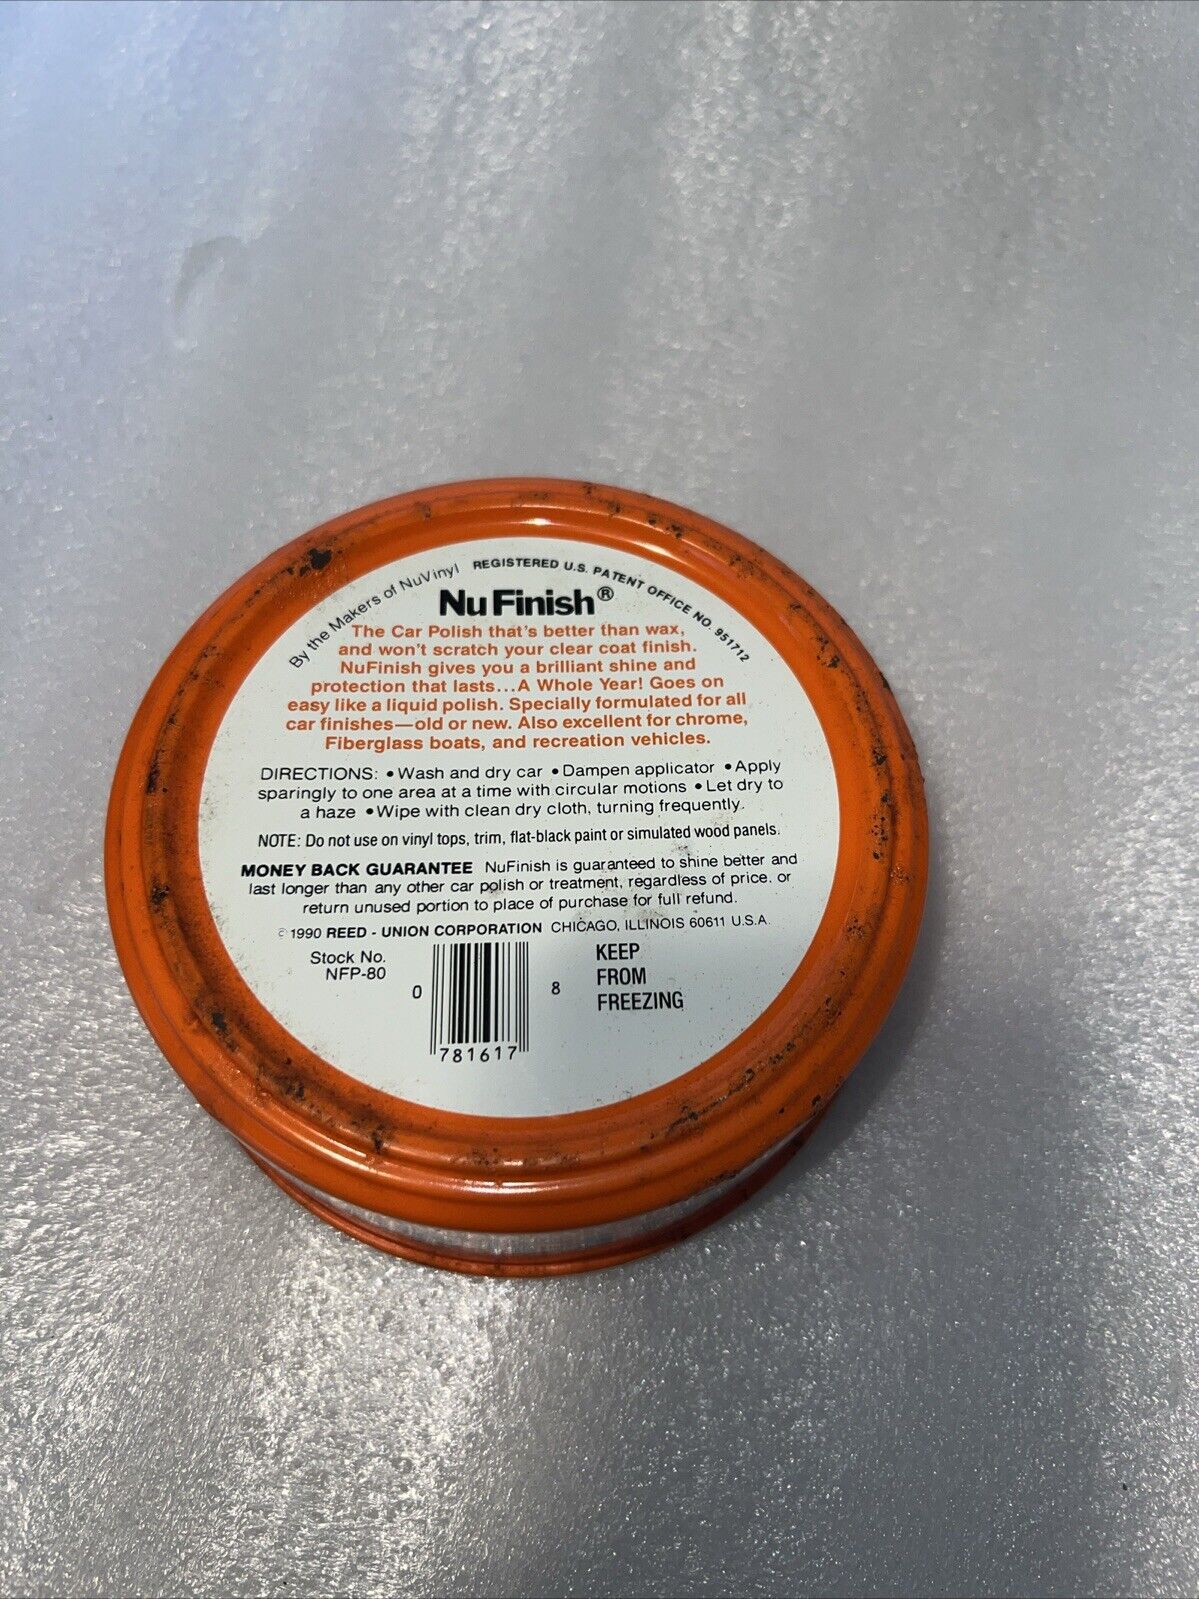 By the Makers of NuVinyl
REGISTERED U.S. PATENT OFFICE NO. 951712
Nu Finish®
The Car Polish that's better than wax,
and won't scratch your clear coat finish.
NuFinish gives you a brilliant shine and
protection that lasts...A Whole Year! Goes on
easy like a liquid polish. Specially formulated for all
car finishes—old or new. Also excellent for chrome,
Fiberglass boats, and recreation vehicles.
DIRECTIONS: • Wash and dry car • Dampen applicator • Apply
sparingly to one area at a time with circular motions • Let dry to
a haze • Wipe with clean dry cloth, turning frequently.
NOTE: Do not use on vinyl tops, trim, flat-black paint or simulated wood panels.
MONEY BACK GUARANTEE NuFinish is guaranteed to shine better and
last longer than any other car polish or treatment, regardless of price, or
return unused portion to place of purchase for full refund.
©1990 REED - UNION CORPORATION CHICAGO, ILLINOIS 60611 U.S.A.
Stock No.
NFP-80
0 781617 8
KEEP
FROM
FREEZING